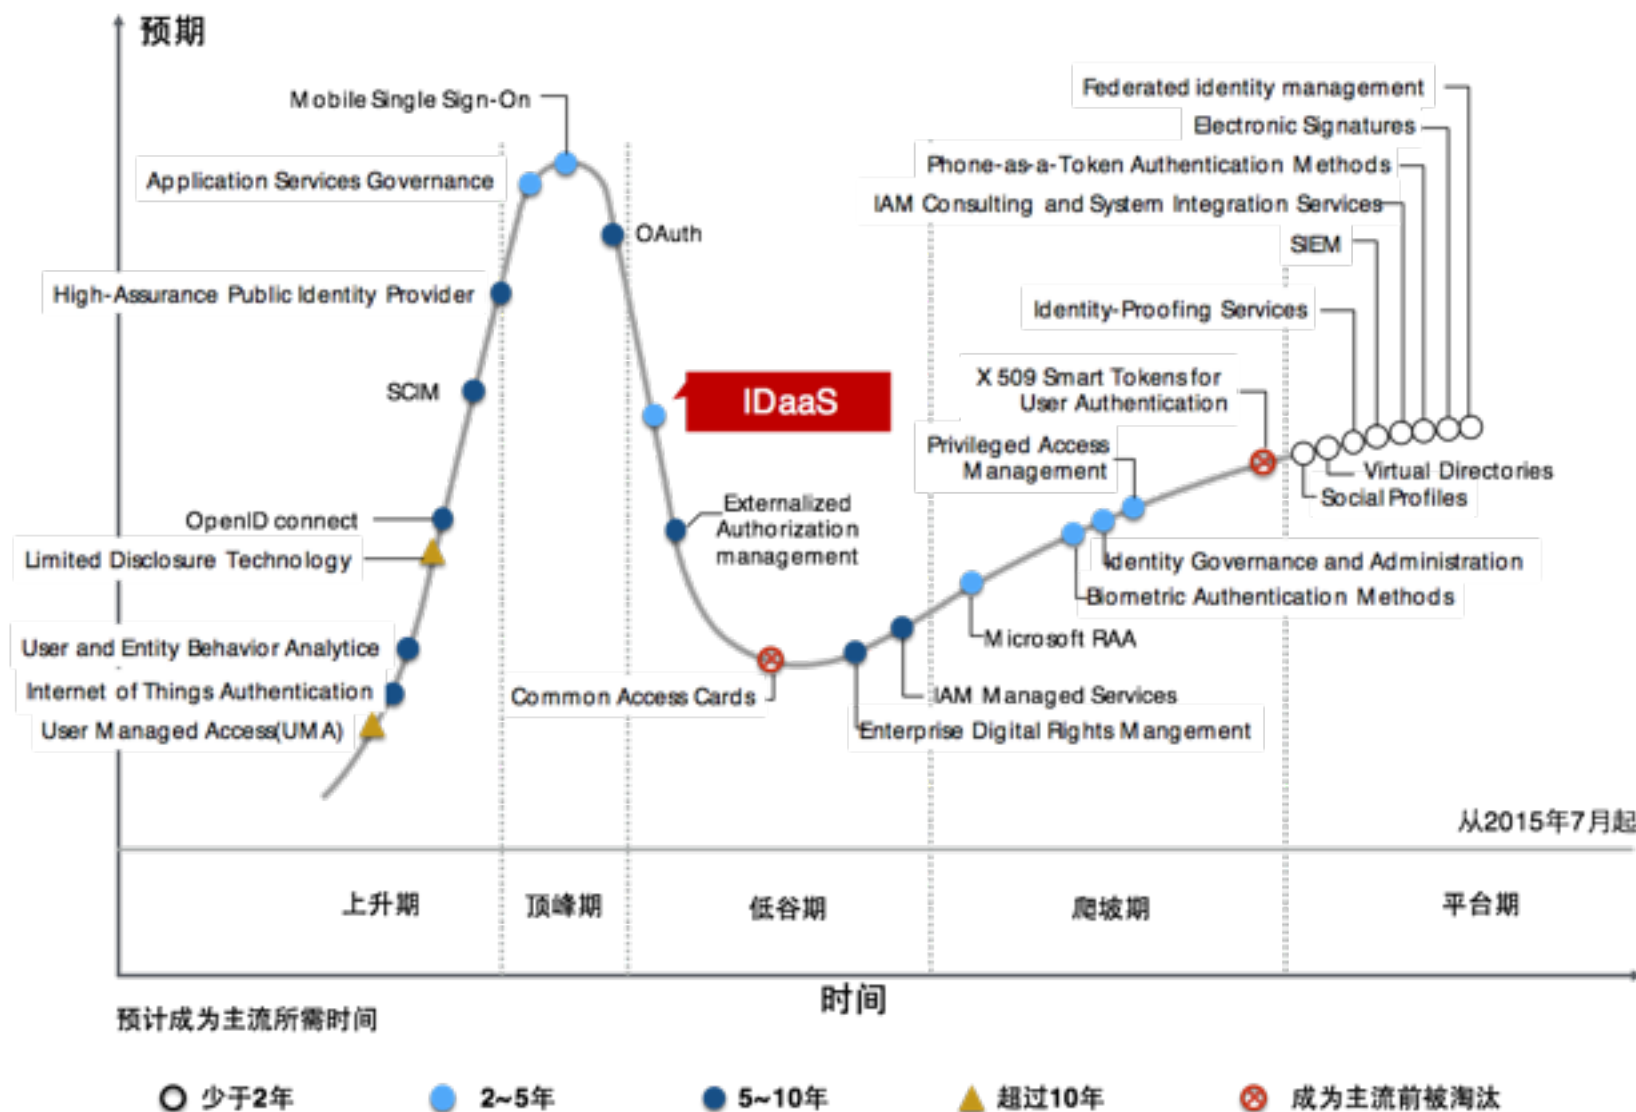 预期
Mobile Single Sign-On
Federated identity management
Electronic Signatures
Phone-as-a-Token Authentication Methods
Application Services Governance
IAM Consulting and System Integration Services
OAuth
SIEM
High-Assurance Public Identity Provider
Identity-Proofing Services
X 509 Smart Tokens for
User Authentication
SCIM
IDaaS
Privileged Access
Management
Virtual Directories
Social Profiles
OpenID connect
Externalized
Authorization
management
Limited Disclosure Technology
Identity Governance and Administration
Biometric Authentication Methods
User and Entity Behavior Analytice
Microsoft RAA
Internet of Things Authentication
Common Access Cards
IAM Managed Services
User Managed Access(UMA)
Enterprise Digital Rights Mangement
从2015年7月起
上升期
顶峰期
低谷期
爬坡期
平台期
时间
预计成为主流所需时间
少于2年
2~5年
5~10年
超过10年
成为主流前被淘汰